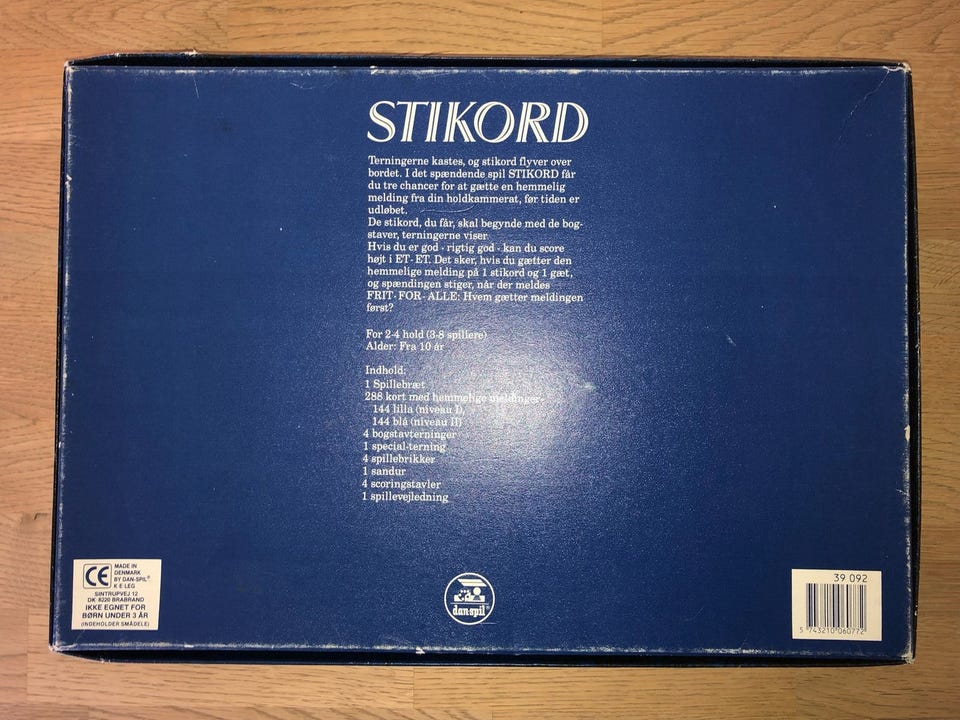 STIKORD
Terningerne kastes, og stikord flyver over
bordet. I det spændende spil STIKORD får
du tre chancer for at gætte en hemmelig
melding fra din holdkammerat, før tiden er
udløbet.
De stikord, du får, skal begynde med de bog-
staver, terningerne viser.
Hvis du er god - rigtig god - kan du score
højt i ET-ET. Det sker, hvis du gætter den
hemmelige melding på 1 stikord og 1 gæt,
og spændingen stiger, når der meldes
FRIT-FOR-ALLE: Hvem gætter meldingen
først?
For 2-4 hold (3-8 spillere)
Alder: Fra 10 år
Indhold:
1 Spillebræt
288 kort med hemmelige meldinger-
144 lilla (niveau I),
144 blå (niveau II)
4 bogstavterninger
1 special-terning
4 spillebrikker
1 sandur
4 scoringstavler
1 spillevejledning
CE
MADE IN
DENMARK
BY DAN-SPIL®
K E LEG
SINTRUPVEJ 12
DK 8220 BRABRAND
IKKE EGNET FOR
BØRN UNDER 3 ÅR
(INDEHOLDER SMÅDELE)
dan-spil®
39 092
5 743210 060772